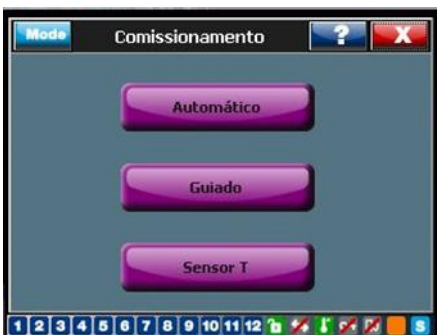 Mode Comissionamento ? X
Automático
Guiado
Sensor T
1 2 3 4 5 6 7 8 9 10 11 12 S